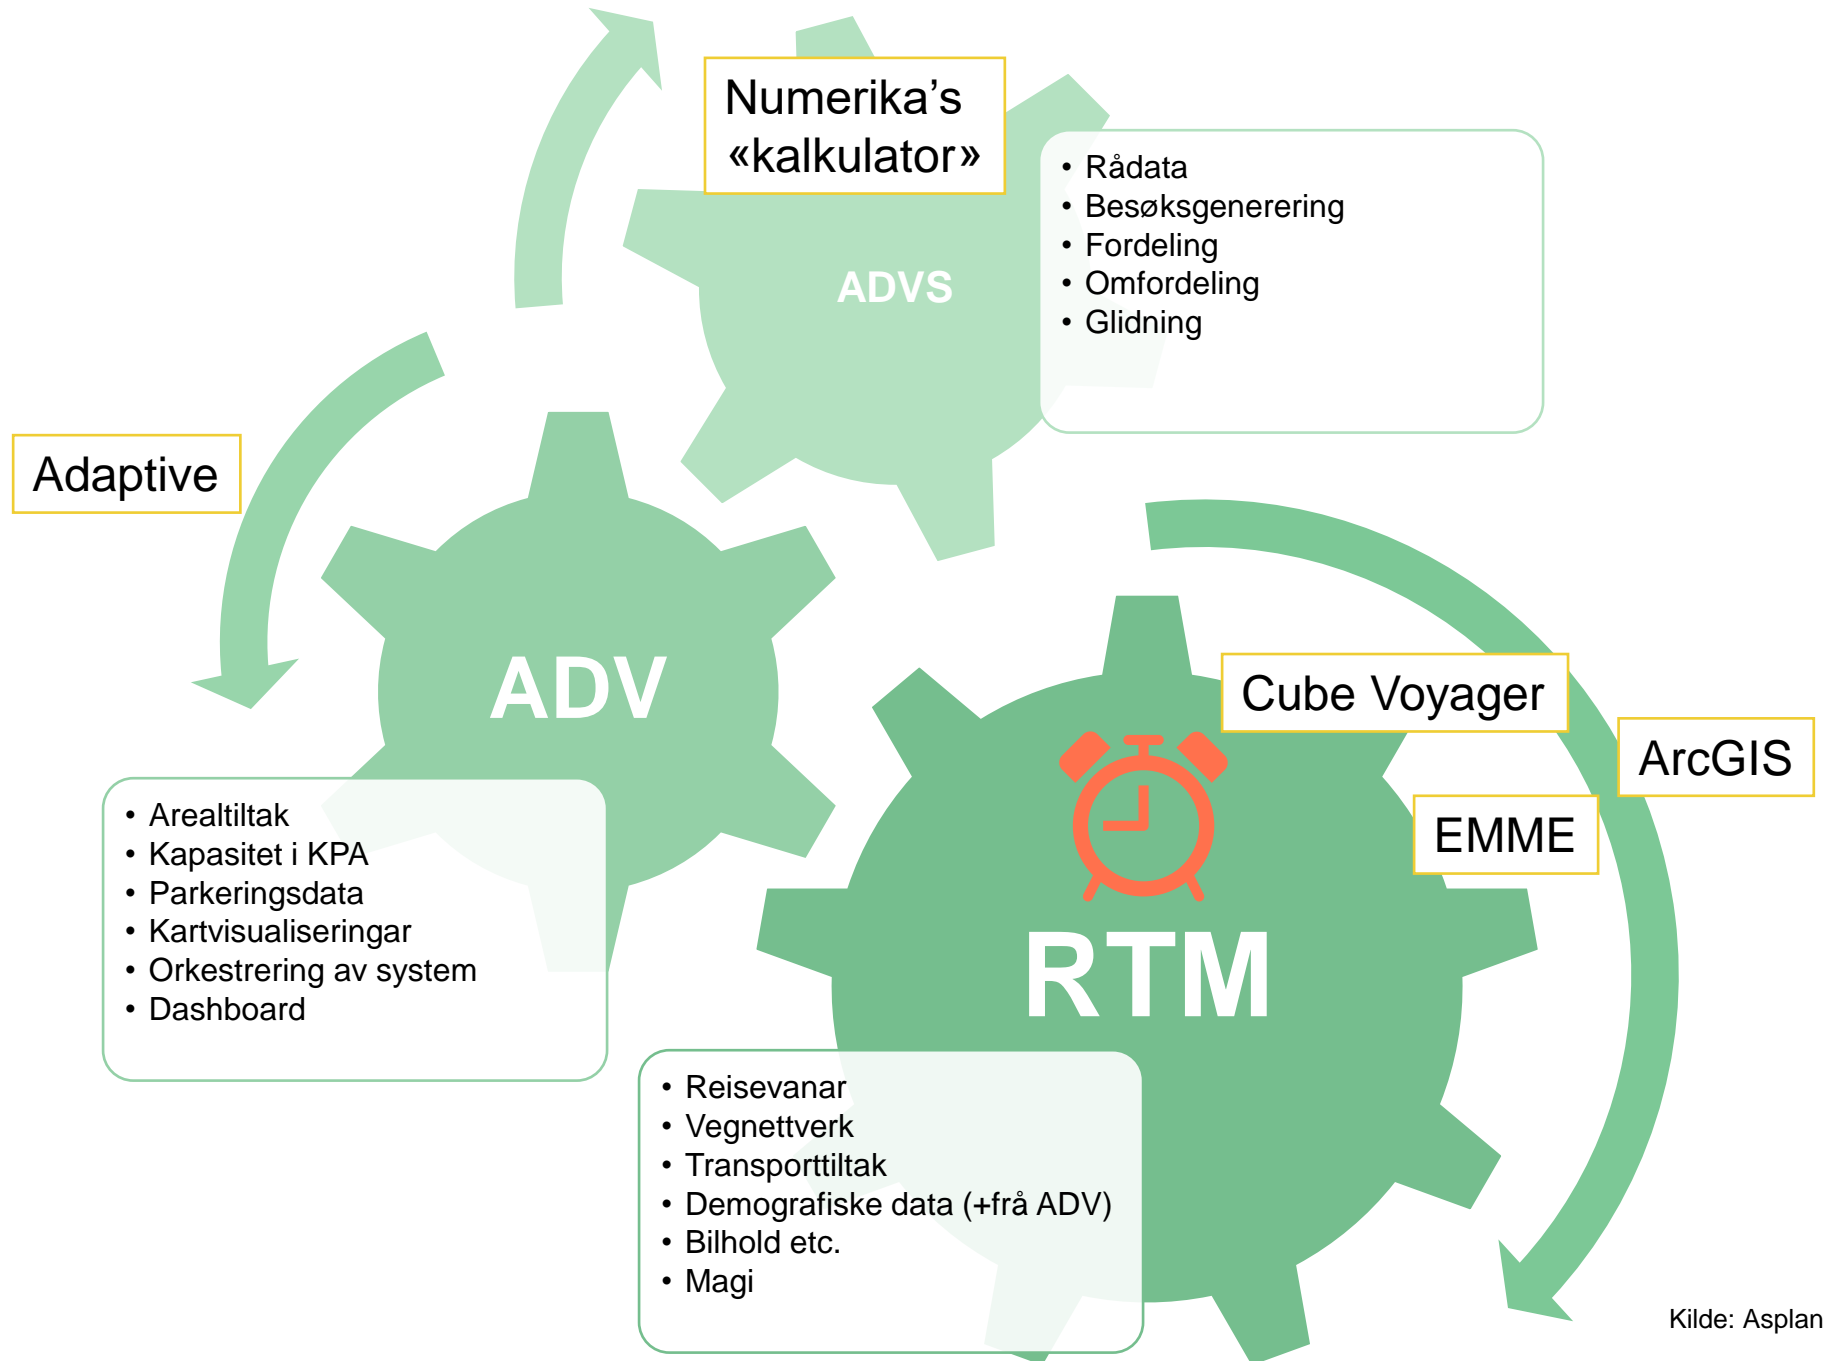 Numerika’s
«kalkulator»
ADVS
• Rådata
• Besøksgenerering
• Fordeling
• Omfordeling
• Glidning
Adaptive
ADV
• Arealtiltak
• Kapasitet i KPA
• Parkeringsdata
• Kartvisualiseringar
• Orkestrering av system
• Dashboard
Cube Voyager
ArcGIS
EMME
RTM
• Reisevanar
• Vegnettverk
• Transporttiltak
• Demografiske data (+frå ADV)
• Bilhold etc.
• Magi
Kilde: Asplan